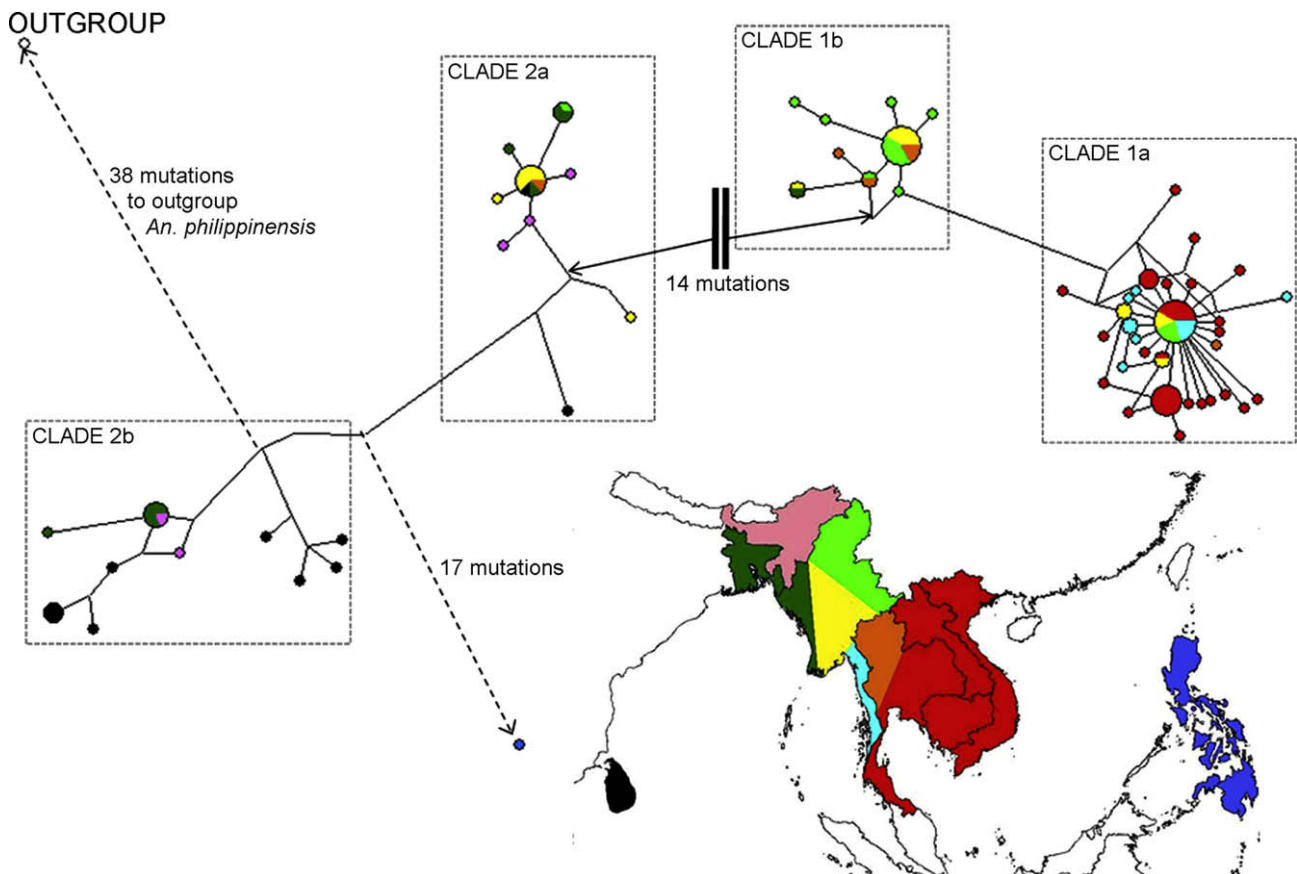 OUTGROUP
CLADE 1b
CLADE 2a
CLADE 1a
38 mutations
to outgroup
An. philippinensis
14 mutations
CLADE 2b
17 mutations